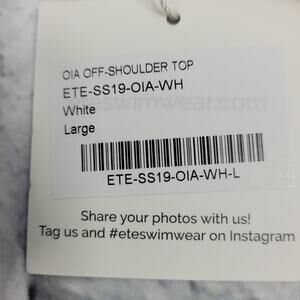 OIA OFF-SHOULDER TOP
ETE-SS19-OIA-WH
White
Large
ETE-SS19-OIA-WH-L
Share your photos with us!
Tag us and #eteswimwear on Instagram